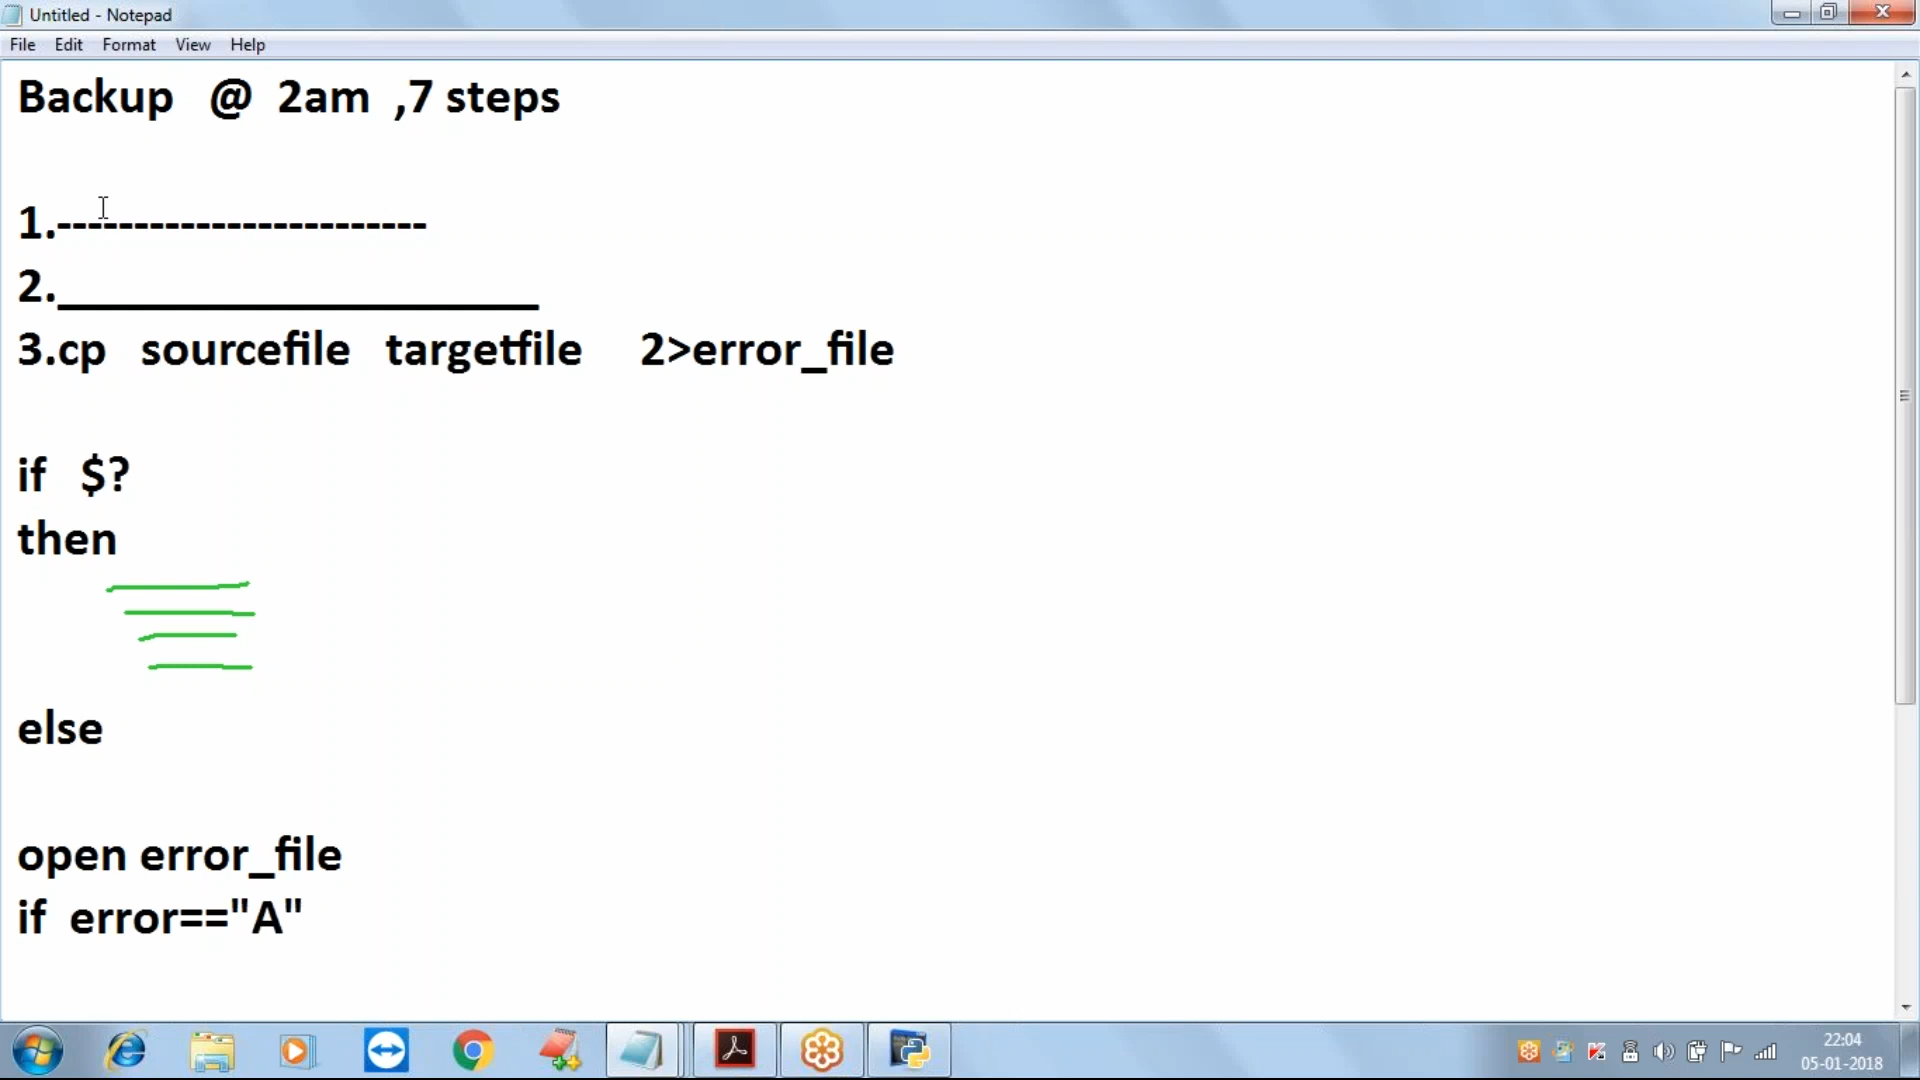 Untitled - Notepad
File Edit Format View Help
Backup @ 2am ,7 steps
1.------------------------
2.____________________
3.cp sourcefile targetfile 2>error_file
if $?
then
else
open error_file
if error=="A"
22:04
05-01-2018